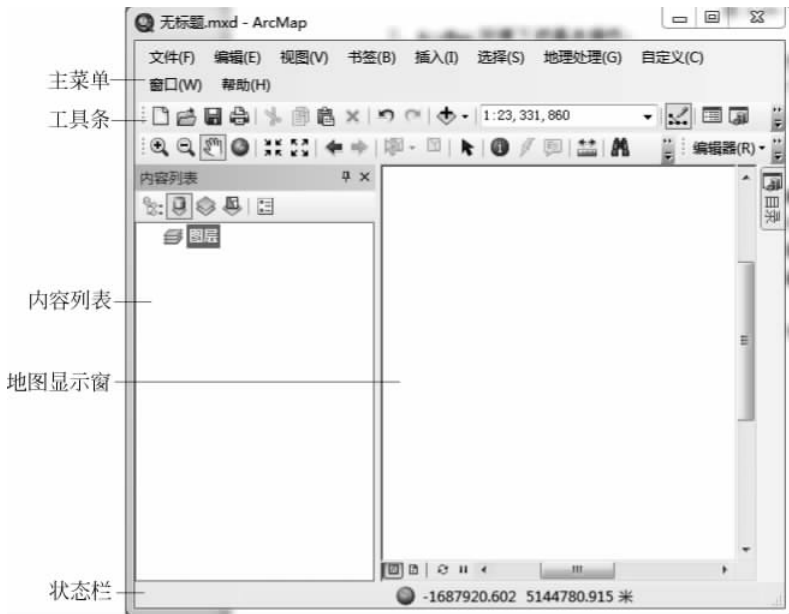 无标题.mxd - ArcMap
文件(F) 编辑(E) 视图(V) 书签(B) 插入(I) 选择(S) 地理处理(G) 自定义(C)
主菜单
窗口(W) 帮助(H)
工具条
1:23,331,860
编辑器(R)
内容列表
目录
图层
内容列表
地图显示窗
状态栏
-1687920.602 5144780.915 米